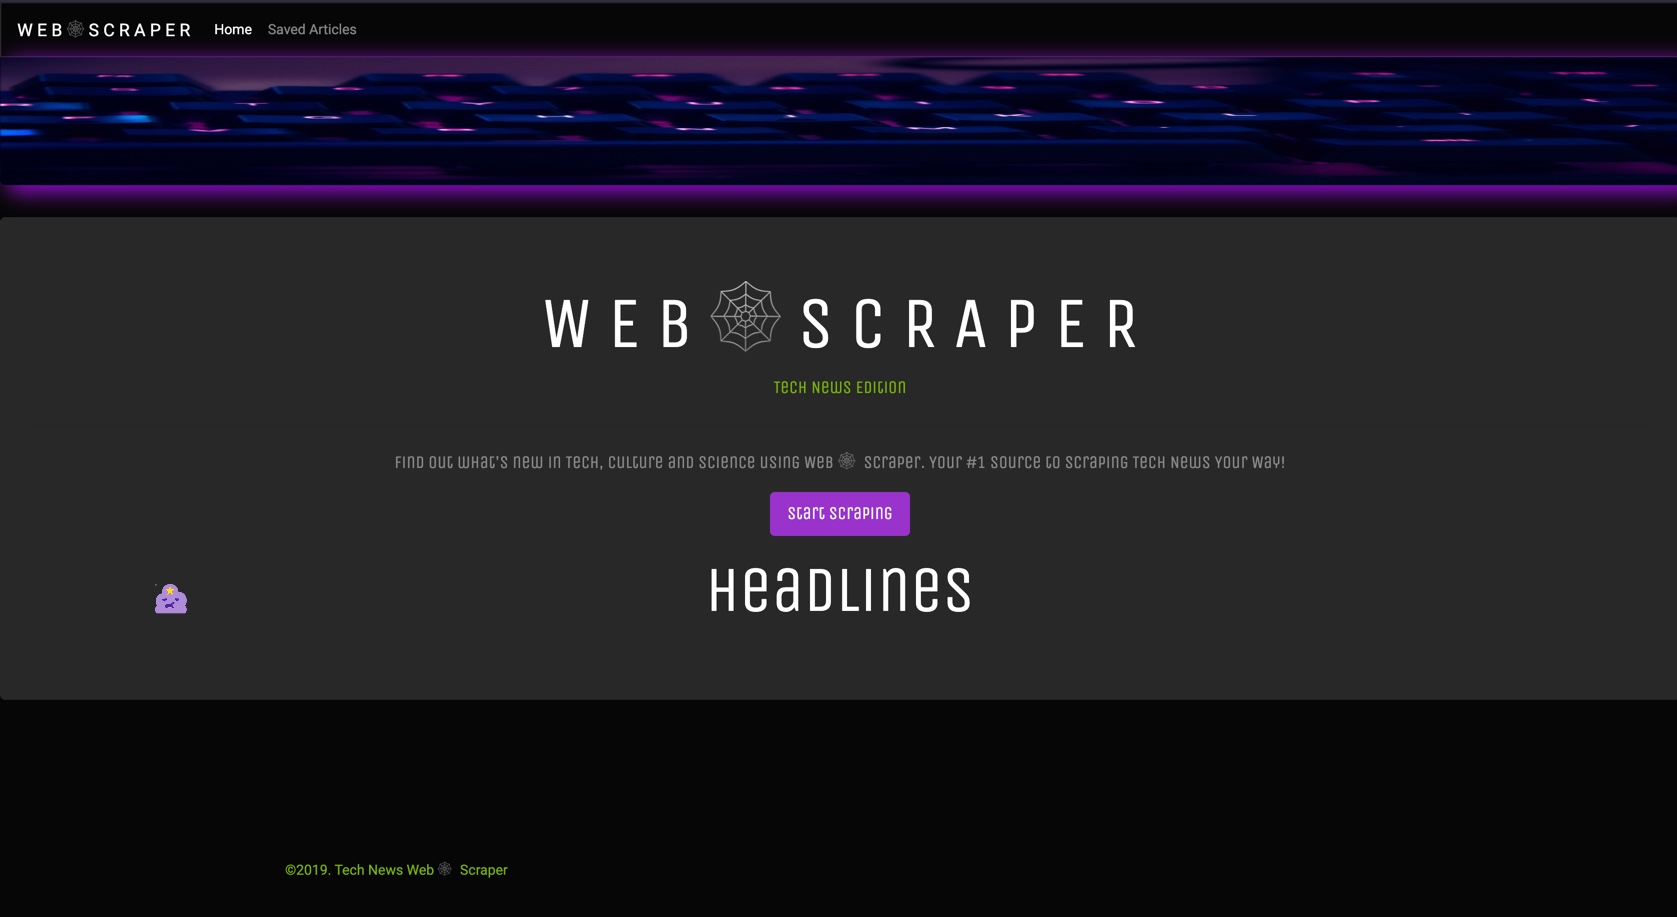 WEB SCRAPER Home Saved Articles
WEB SCRAPER
Tech News Edition
Find out what's new in Tech, Culture and Science using Web Scraper. Your #1 source to scraping Tech News Your Way!
Start Scraping
Headlines
©2019. Tech News Web Scraper